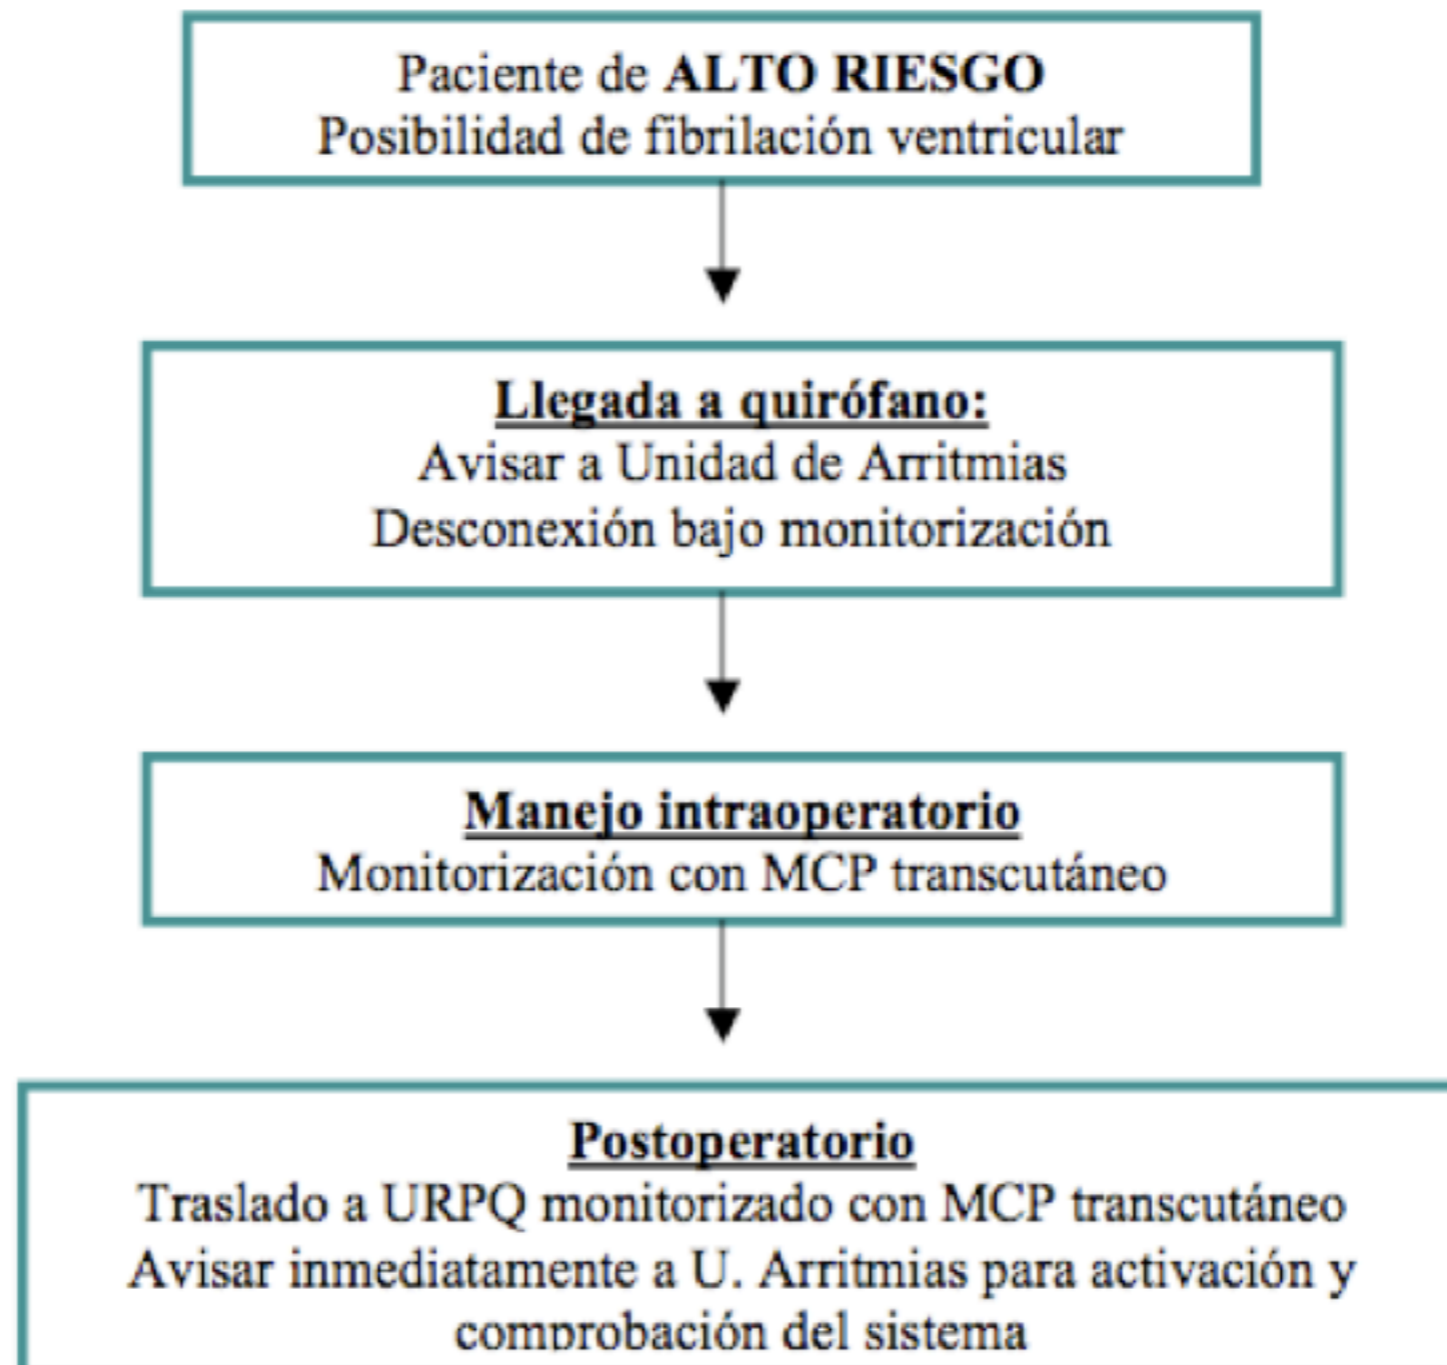 Paciente de ALTO RIESGO
Posibilidad de fibrilación ventricular
Llegada a quirófano:
Avisar a Unidad de Arritmias
Desconexión bajo monitorización
Manejo intraoperatorio
Monitorización con MCP transcutáneo
Postoperatorio
Traslado a URPQ monitorizado con MCP transcutáneo
Avisar inmediatamente a U. Arritmias para activación y
comprobación del sistema